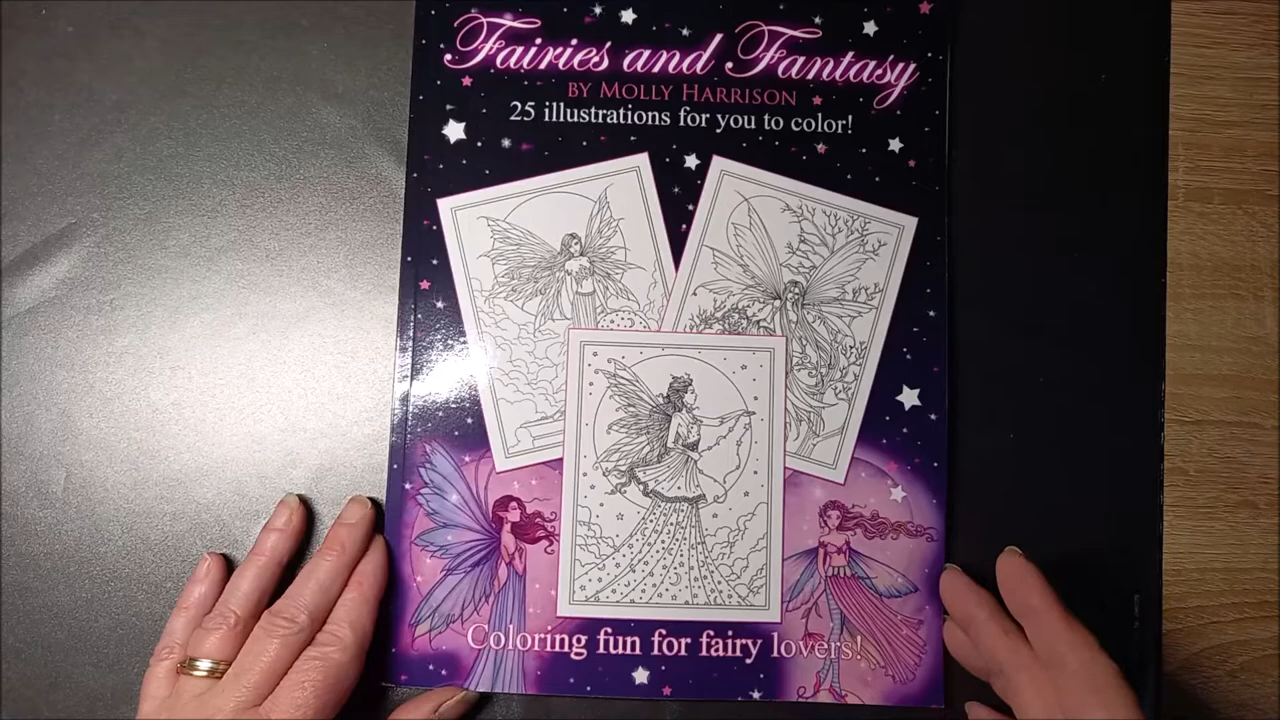 Fairies and Fantasy
BY MOLLY HARRISON
25 illustrations for you to color!
Coloring fun for fairy lovers!